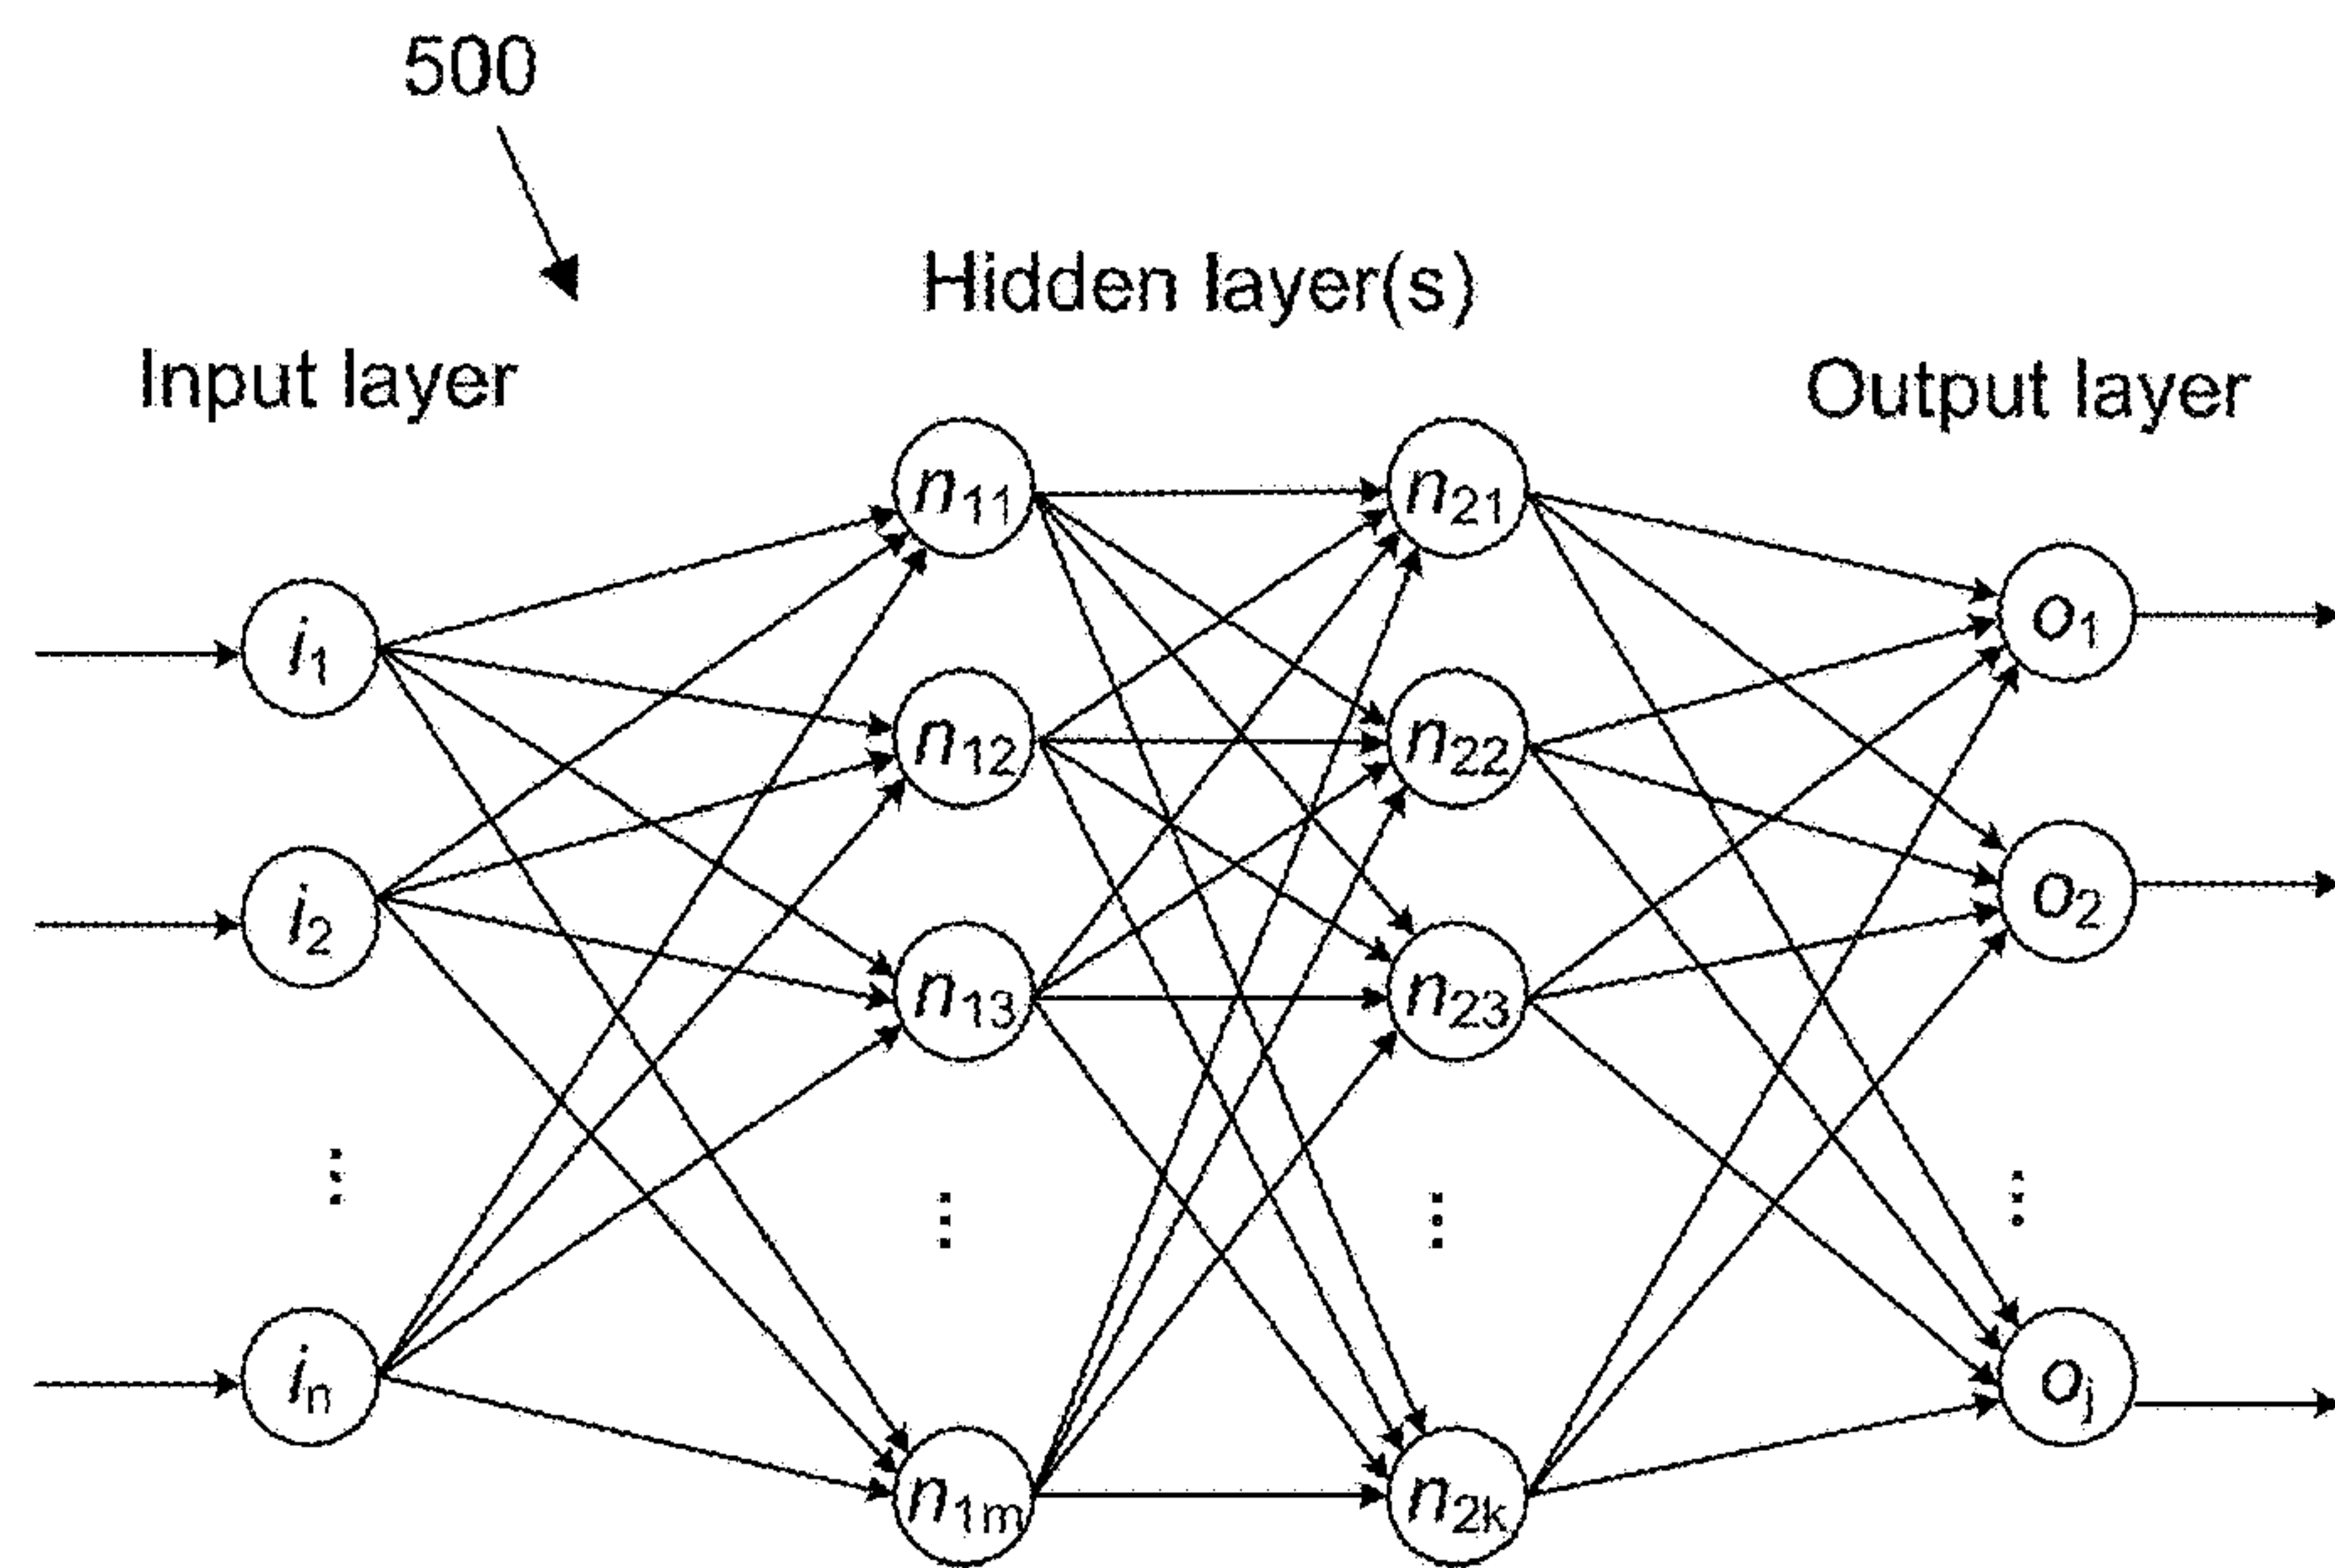 500
Hidden layer(s)
Input layer
Output layer
n11
n21
o1
i1
n12
n22
o2
i2
n13
n23
in
oj
n1m
n2k